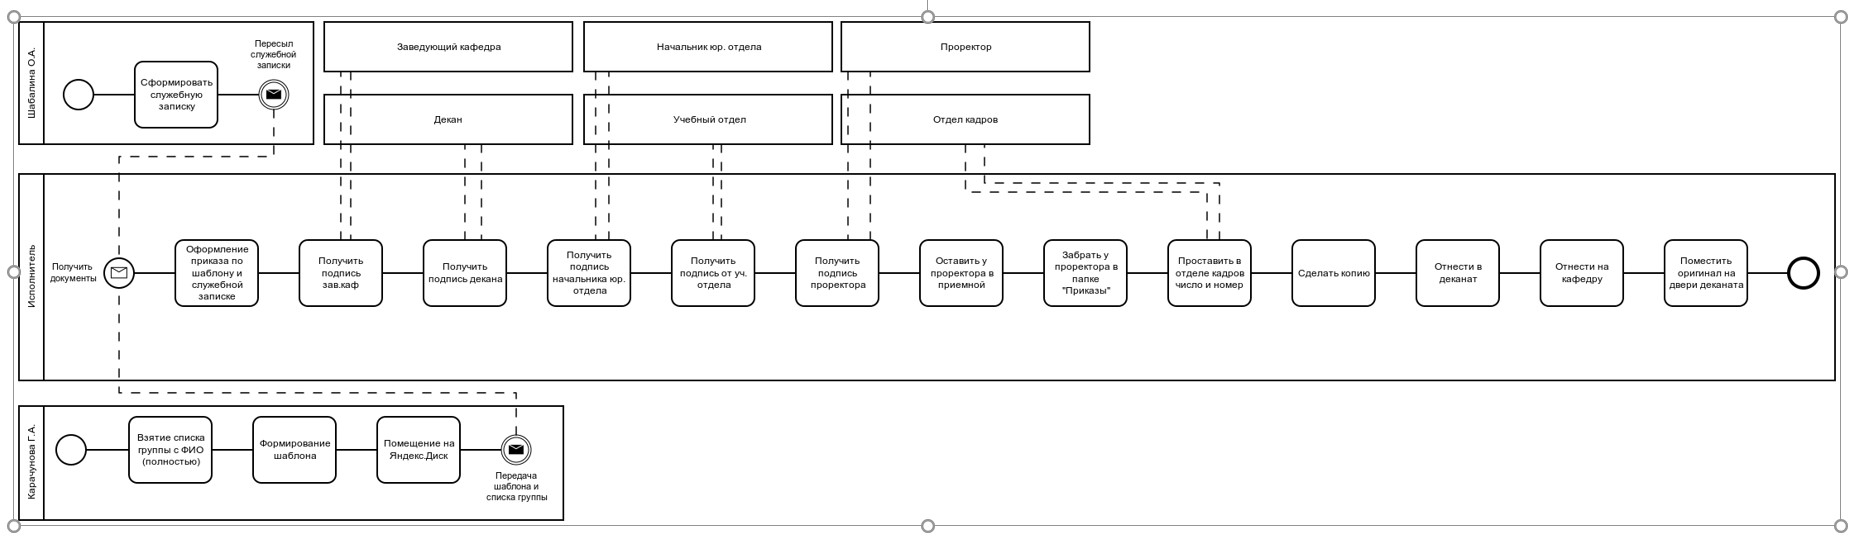 Шабалина О.А.
Сформировать
служебную
записку
Пересыл
служебной
записки
Заведующий кафедра
Начальник юр. отдела
Проректор
Декан
Учебный отдел
Отдел кадров
Исполнитель
Получить
документы
Оформление
приказа по
шаблону и
служебной
записке
Получить
подпись
зав.каф
Получить
подпись декана
Получить
подпись
начальника юр.
отдела
Получить
подпись от уч.
отдела
Получить
подпись
проректора
Оставить у
проректора в
приемной
Забрать у
проректора в
папке
"Приказы"
Проставить в
отделе кадров
число и номер
Сделать копию
Отнести в
деканат
Отнести на
кафедру
Поместить
оригинал на
двери деканата
Карачунова Г.А.
Взятие списка
группы с ФИО
(полностью)
Формирование
шаблона
Помещение на
Яндекс.Диск
Передача
шаблона и
списка группы